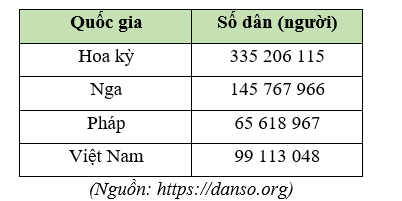 Quốc gia Số dân (người)
Hoa kỳ 335 206 115
Nga 145 767 966
Pháp 65 618 967
Việt Nam 99 113 048
(Nguồn: https://danso.org)